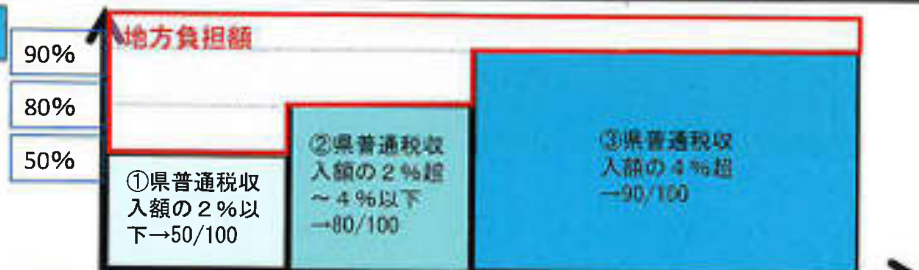 地方負担額
90%
80%
50%
①県普通税収
入額の2%以
下→50/100
②県普通税収
入額の2%超
～4%以下
→80/100
③県普通税収
入額の4%超
→90/100